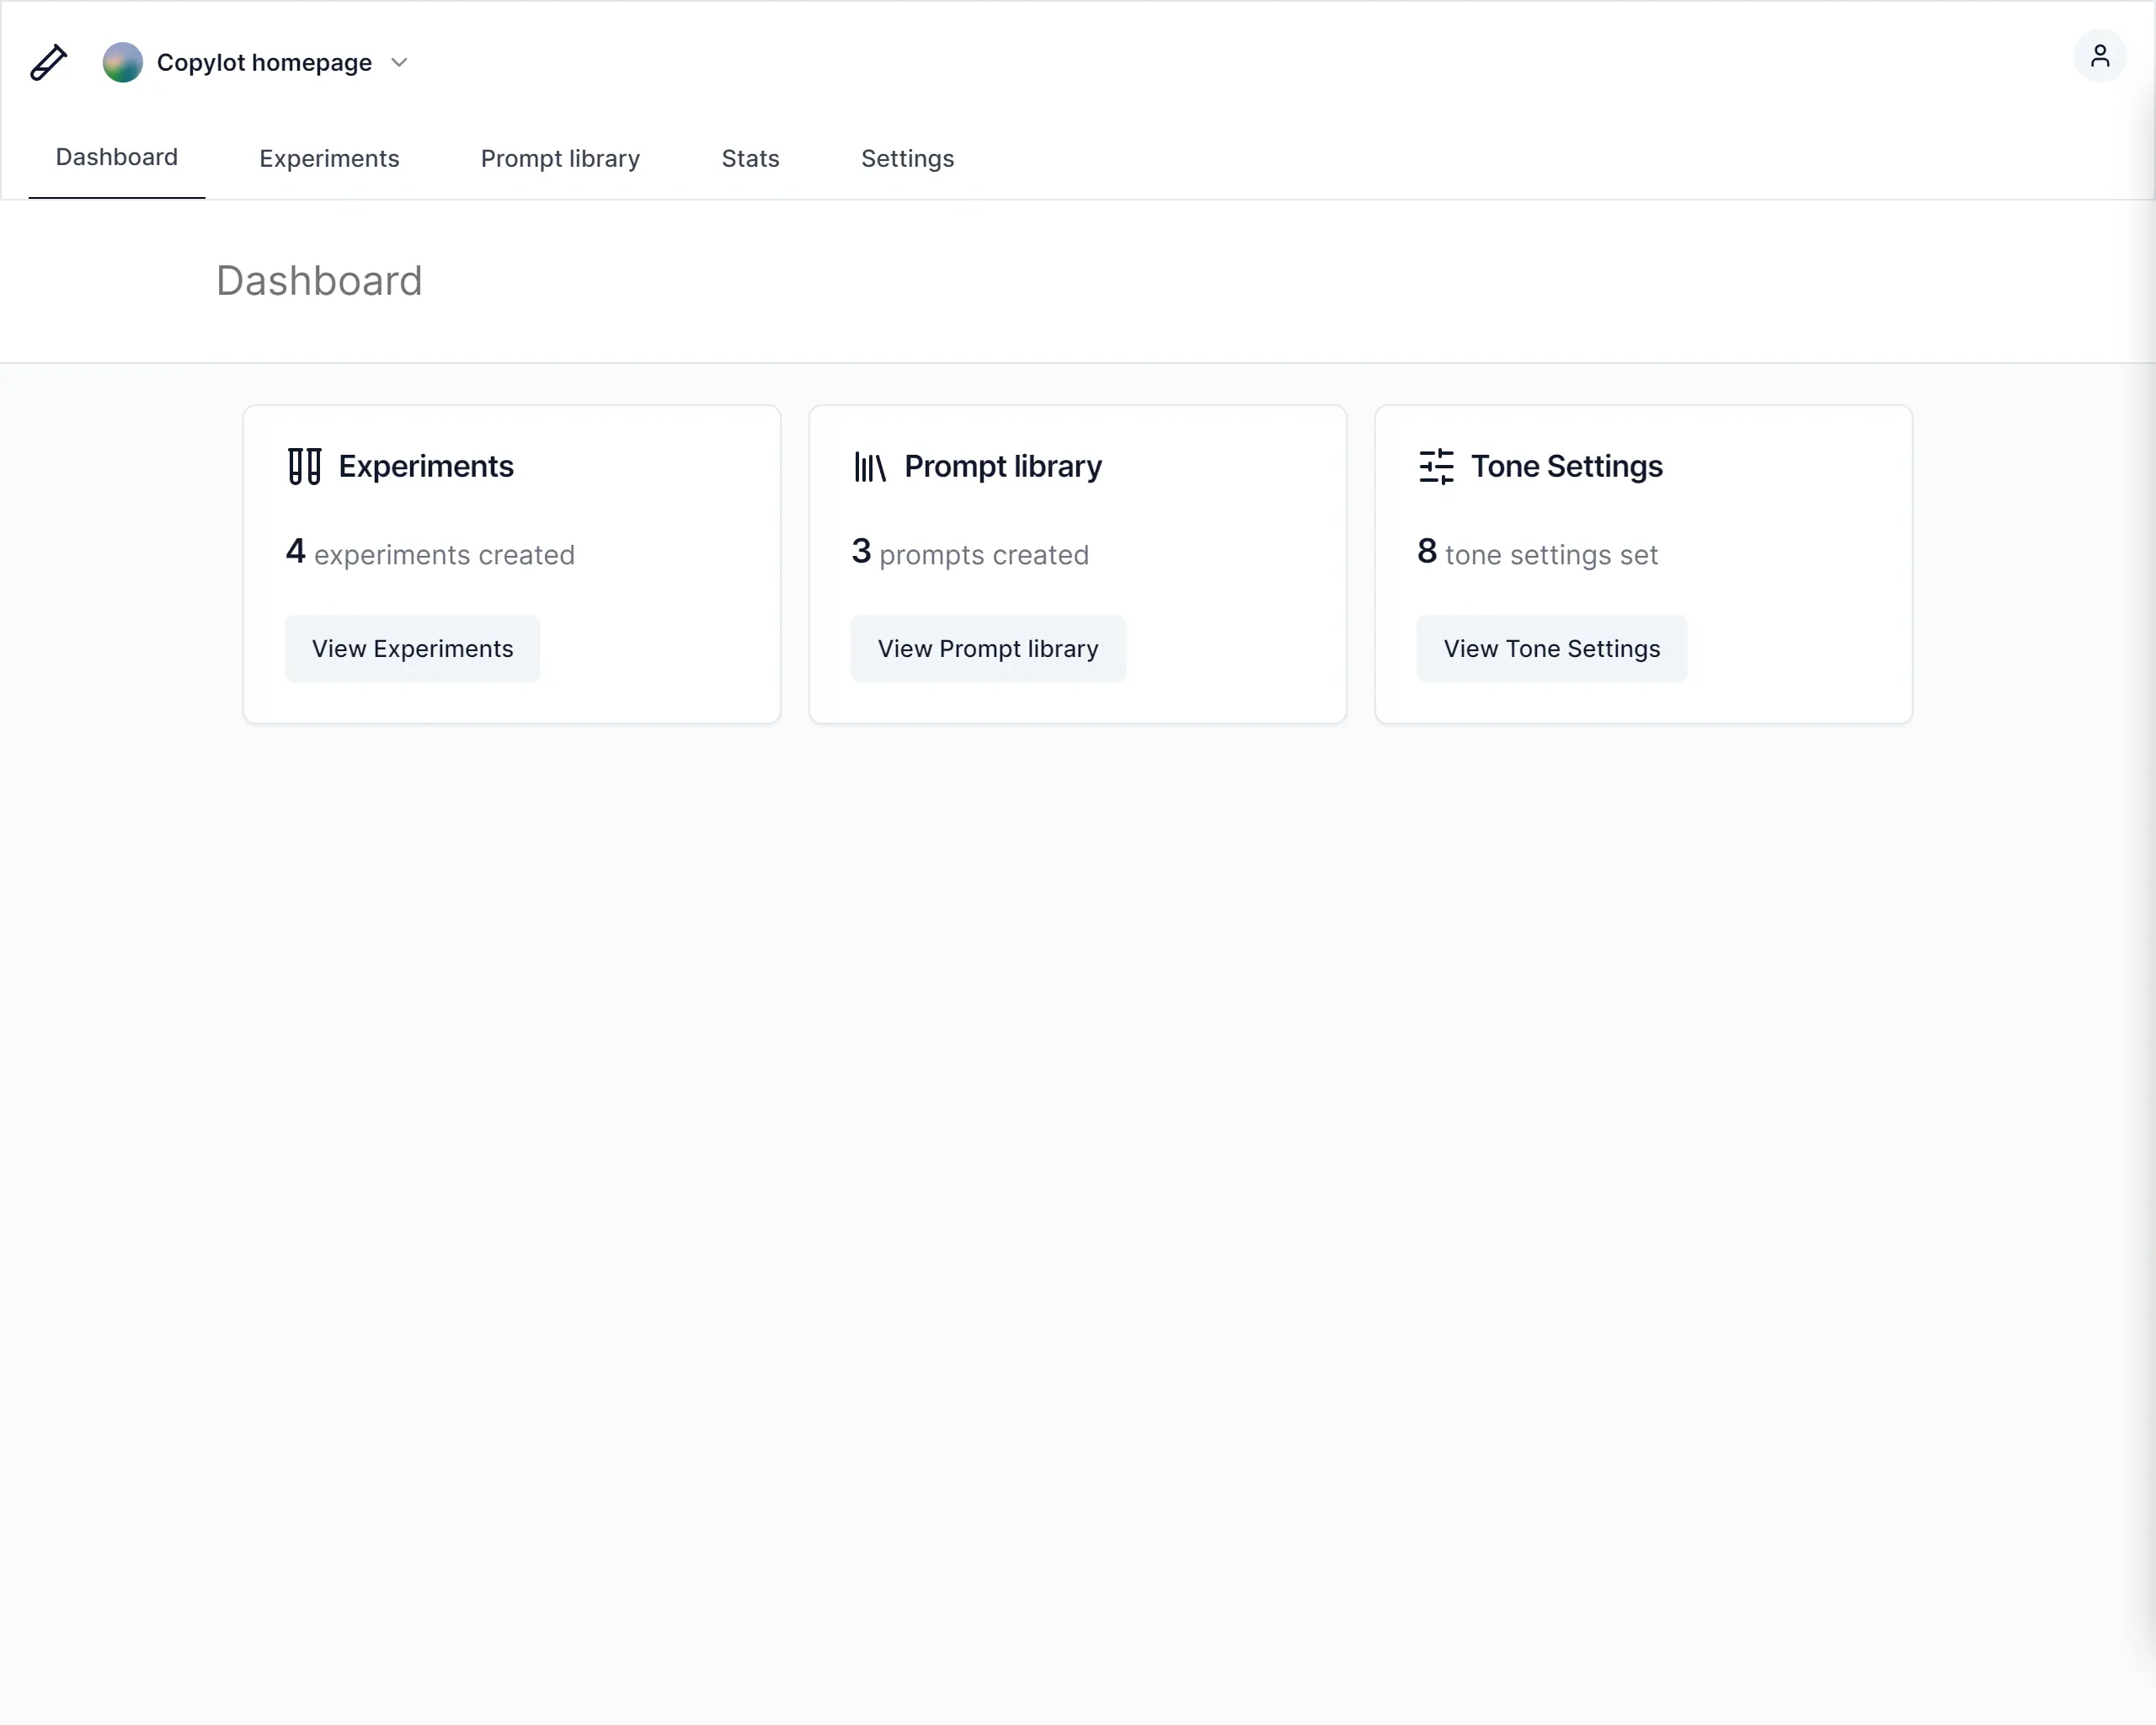 Copylot homepage
Dashboard Experiments Prompt library Stats Settings
Dashboard
Experiments
4 experiments created
View Experiments
Prompt library
3 prompts created
View Prompt library
Tone Settings
8 tone settings set
View Tone Settings